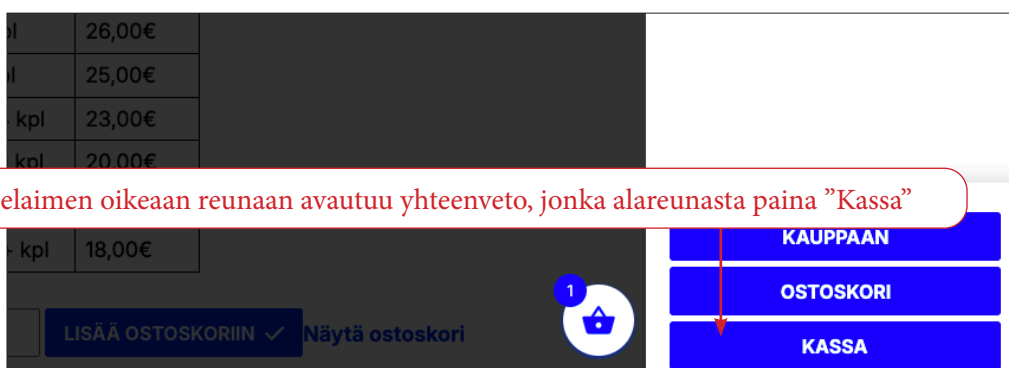 26,00€
25,00€
kpl 23,00€
kpl 20,00€
elaimen oikeaan reunaan avautuu yhteenveto, jonka alareunasta paina ”Kassa”
KAUPPAAN
kpl 18,00€
OSTOSKORI
1
LISÄÄ OSTOSKORIIN Näytä ostoskori
KASSA